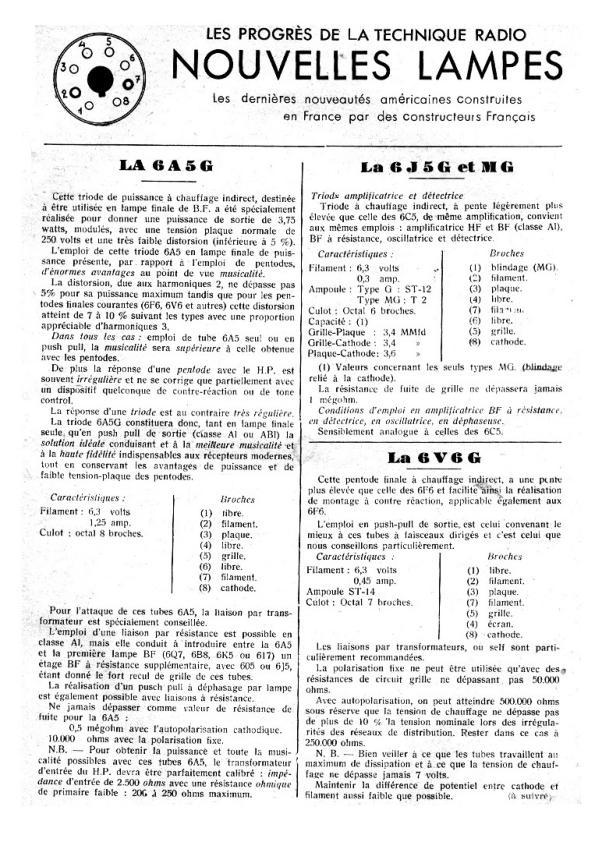 LES PROGRÈS DE LA TECHNIQUE RADIO
NOUVELLES LAMPES
Les dernières nouveautés américaines construites
en France par des constructeurs Français
4 5
3 6
2 7
1 8
LA 6A5G
Cette triode de puissance à chauffage indirect, destinée
à être utilisée en lampe finale de B.F. a été spécialement
réalisée pour donner une puissance de sortie de 3,75
watts, modulés, avec une tension plaque normale de
250 volts et une très faible distorsion (inférieure à 5 %).
L'emploi de cette triode 6A5 en lampe finale de puis-
sance présente, par rapport à l'emploi de pentodes,
d'énormes avantages au point de vue musicalité.
La distorsion, due aux harmoniques 2, ne dépasse pas
5% pour sa puissance maximum tandis que pour les pen-
todes finales courantes (6F6, 6V6 et autres) cette distorsion
atteint de 7 à 10 % suivant les types avec une proportion
appréciable d'harmoniques 3.
Dans tous les cas : emploi de tube 6A5 seul ou en
push pull, la musicalité sera supérieure à celle obtenue
avec les pentodes.
De plus la réponse d'une pentode avec le H.P. est
souvent irrégulière et ne se corrige que partiellement avec
un dispositif quelconque de contre-réaction ou de tone
control.
La réponse d'une triode est au contraire très régulière.
La triode 6A5G constituera donc, tant en lampe finale
seule, qu'en push pull de sortie (classe AI ou ABI) la
solution idéale conduisant et à la meilleure musicalité et
à la haute fidélité indispensables aux récepteurs modernes,
tout en conservant les avantages de puissance et de
faible tension-plaque des pentodes.
Caractéristiques : Broches
Filament : 6,3 volts (1) libre.
1,25 amp. (2) filament.
Culot : octal 8 broches. (3) plaque.
(4) libre.
(5) grille.
(6) libre.
(7) filament.
(8) cathode.
Pour l'attaque de ces tubes 6A5, la liaison par trans-
formateur est spécialement conseillée.
L'emploi d'une liaison par résistance est possible en
classe AI, mais elle conduit à introduire entre la 6A5
et la première lampe BF (6Q7, 6B8, 6K5 ou 617) un
étage BF à résistance supplémentaire, avec 605 ou 6J5,
étant donné le fort recul de grille de ces tubes.
La réalisation d'un pusch pull à déphasage par lampe
est également possible avec liaisons à résistance.
Ne jamais dépasser comme valeur de résistance de
fuite pour la 6A5 :
0,5 mégohm avec l'autopolarisation cathodique.
10.000 ohms avec la polarisation fixe.
N.B. — Pour obtenir la puissance et toute la musi-
calité possibles avec ces tubes 6A5, le transformateur
d'entrée du H.P. devra être parfaitement calibré : impé-
dance d'entrée de 2.500 ohms avec une résistance ohmique
de primaire faible : 200 à 250 ohms maximum.
La 6J5G et MG
Triode amplificatrice et détectrice
Triode à chauffage indirect, à pente légèrement plus
élevée que celle des 6C5, de même amplification, convient
aux mêmes emplois : amplificatrice HF et BF (classe AI),
BF à résistance, oscillatrice et détectrice.
Caractéristiques : Broches
Filament : 6,3 volts (1) blindage (MG).
0,3 amp. (2) filament.
Ampoule : Type G : ST-12 (3) plaque.
Type MG : T 2 (4) libre.
Culot : Octal 6 broches. (7) filament.
Capacité : (1) (6) libre.
Grille-Plaque : 3,4 MMfd (5) grille.
Grille-Cathode : 3,4 » (8) cathode.
Plaque-Cathode: 3,6 »
(1) Valeurs concernant les seuls types MG. (blindage
relié à la cathode).
La résistance de fuite de grille ne dépassera jamais
1 mégohm.
Conditions d'emploi en amplificatrice BF à résistance,
en détectrice, en oscillatrice, en déphaseuse.
Sensiblement analogue à celles des 6C5.
La 6V6G
Cette pentode finale à chauffage indirect, a une pente
plus élevée que celle des 6F6 et facilite ainsi la réalisation
de montage à contre réaction, applicable également aux
6F6.
L'emploi en push-pull de sortie, est celui convenant le
mieux à ces tubes à laisceaux dirigés et c'est celui que
nous conseillons particulièrement.
Caractéristiques : Broches
Filament : 6,3 volts (1) libre.
0,45 amp. (2) filament.
Ampoule ST-14 (3) plaque.
Culot : Octal 7 broches. (7) filament.
(5) grille.
(4) écran.
(8) cathode.
Les liaisons par transformateurs, ou self sont parti-
culièrement recommandées.
La polarisation fixe ne peut être utilisée qu'avec des
résistances de circuit grille ne dépassant pas 50.000
ohms.
Avec autopolarisation, on peut atteindre 500.000 ohms
sous réserve que la tension de chauffage ne dépasse pas
de plus de 10 % la tension nominale lors des irrégula-
rités des réseaux de distribution. Rester dans ce cas à
250.000 ohms.
N. B. — Bien veiller à ce que les tubes travaillent au
maximum de dissipation et à ce que la tension de chauf-
fage ne dépasse jamais 7 volts.
Maintenir la différence de potentiel entre cathode et
filament aussi faible que possible. (à suivre)